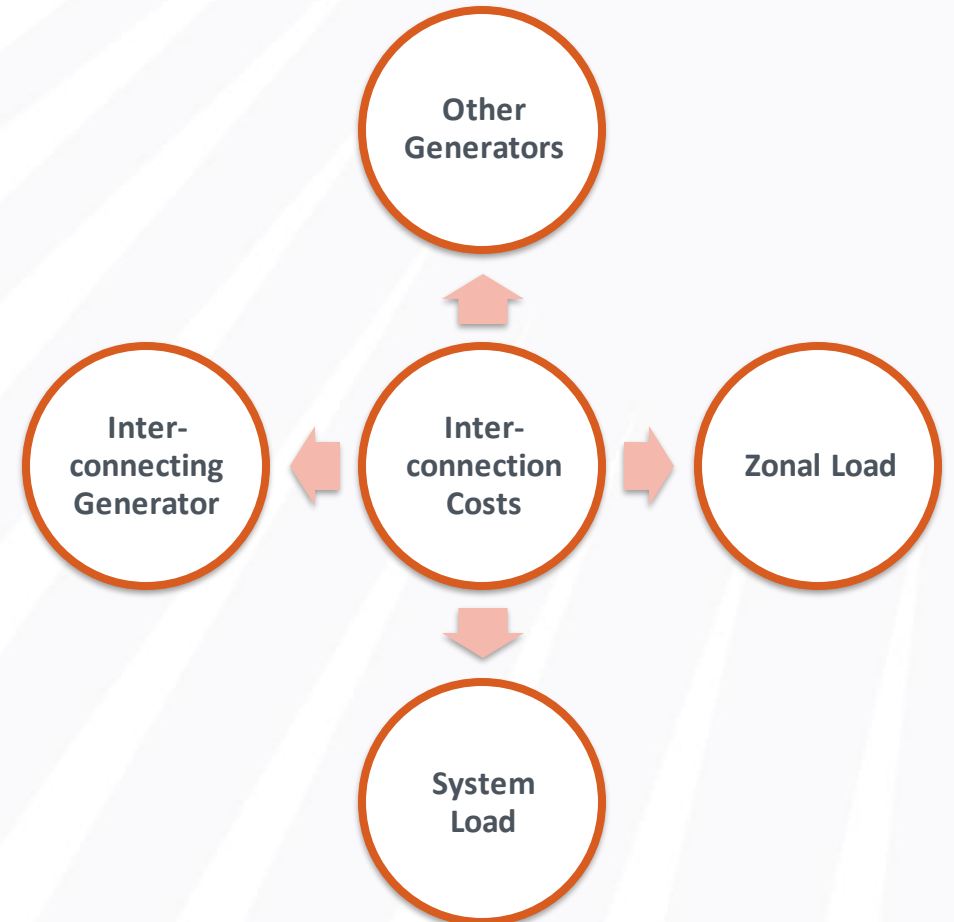 Other
Generators
Inter-
connecting
Generator
Inter-
connection
Costs
Zonal Load
System
Load